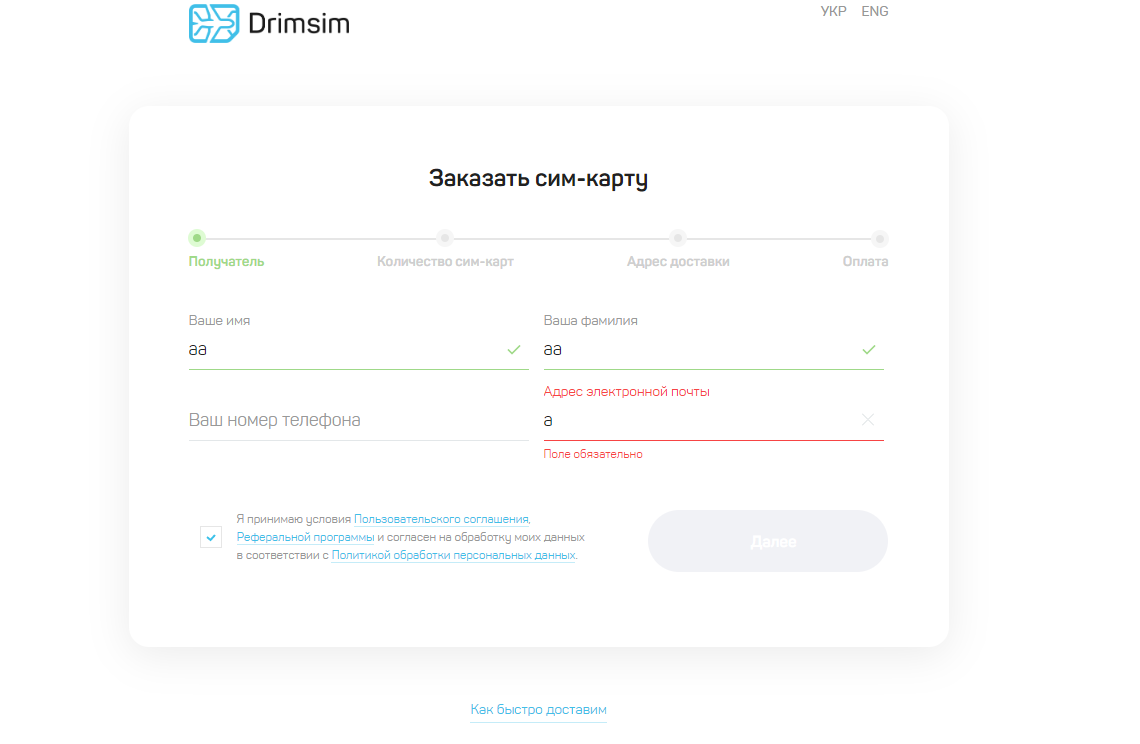 Drimsim
УКР ENG
Заказать сим-карту
Получатель Количество сим-карт Адрес доставки Оплата
Ваше имя Ваша фамилия
аа аа
Адрес электронной почты
Ваш номер телефона а
Поле обязательно
Я принимаю условия Пользовательского соглашения,
Реферальной программы и согласен на обработку моих данных
в соответствии с Политикой обработки персональных данных.
Далее
Как быстро доставим